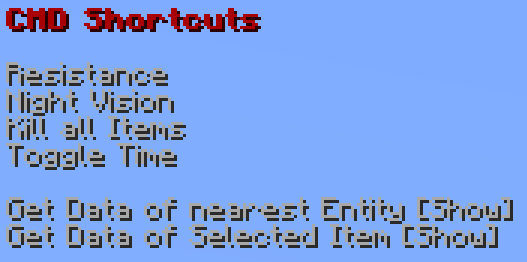 CMD Shortcuts
Resistance
Night Vision
Kill all Items
Toggle Time
Get Data of nearest Entity [Show]
Get Data of Selected Item [Show]